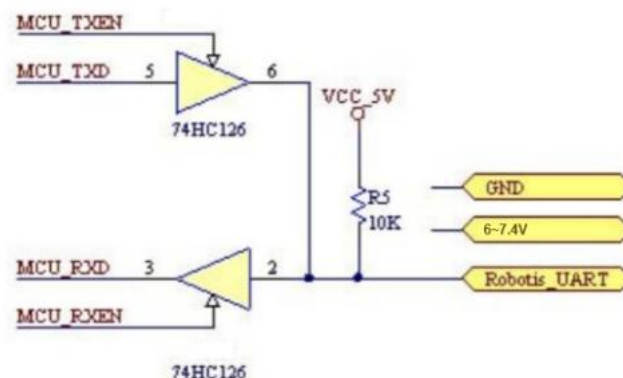 MCU_TXEN
MCU_TXD 5 6
74HC126
VCC_5V
R5
10K
GND
6~7.4V
MCU_RXD 3 2
Robotis_UART
MCU_RXEN
74HC126